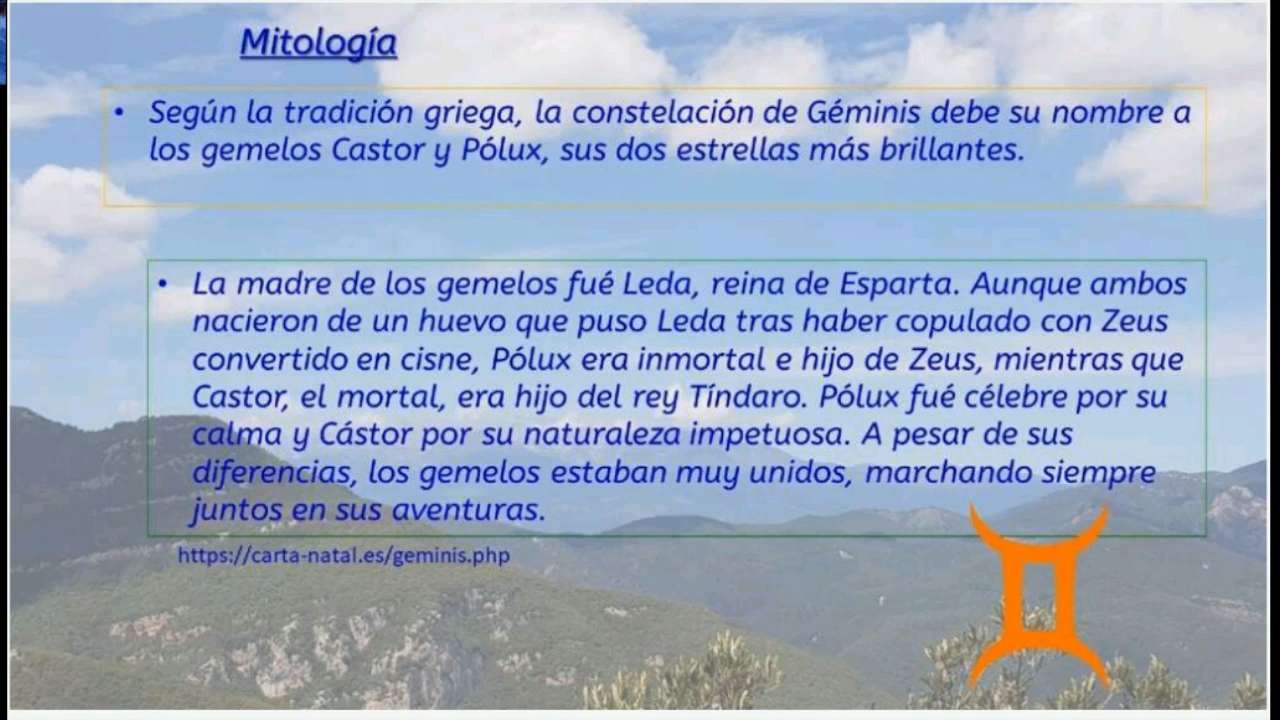 Mitología
• Según la tradición griega, la constelación de Géminis debe su nombre a
los gemelos Castor y Pólux, sus dos estrellas más brillantes.
• La madre de los gemelos fué Leda, reina de Esparta. Aunque ambos
nacieron de un huevo que puso Leda tras haber copulado con Zeus
convertido en cisne, Pólux era inmortal e hijo de Zeus, mientras que
Castor, el mortal, era hijo del rey Tíndaro. Pólux fué célebre por su
calma y Cástor por su naturaleza impetuosa. A pesar de sus
diferencias, los gemelos estaban muy unidos, marchando siempre
juntos en sus aventuras.
https://carta-natal.es/geminis.php